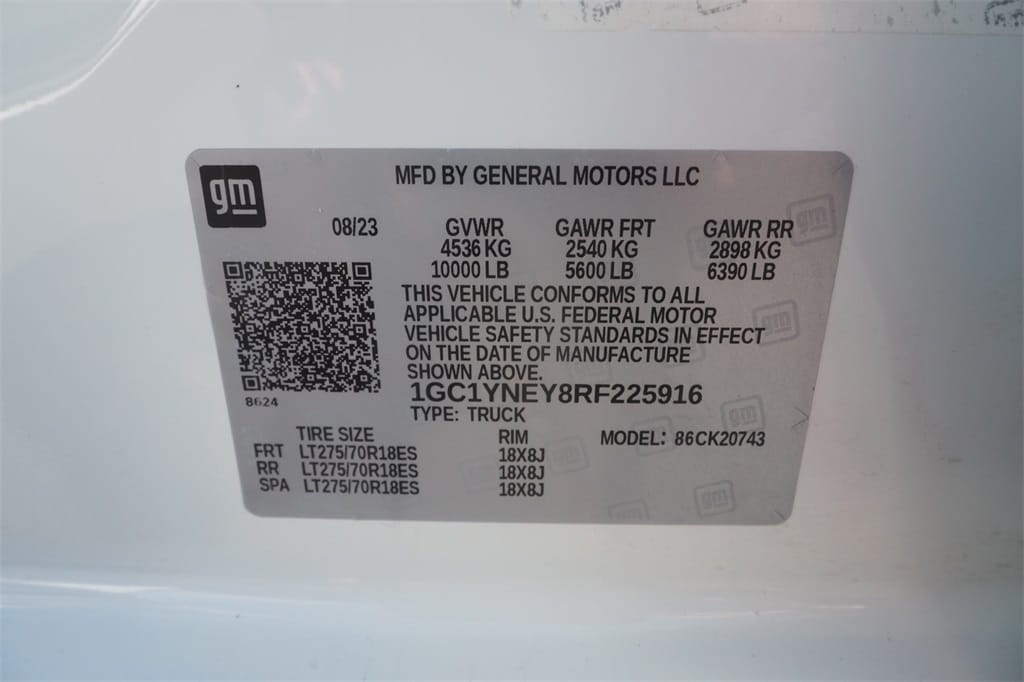 gm
MFD BY GENERAL MOTORS LLC
08/23 GVWR GAWR FRT GAWR RR
4536 KG 2540 KG 2898 KG
10000 LB 5600 LB 6390 LB
THIS VEHICLE CONFORMS TO ALL
APPLICABLE U.S. FEDERAL MOTOR
VEHICLE SAFETY STANDARDS IN EFFECT
ON THE DATE OF MANUFACTURE
SHOWN ABOVE.
8624
1GC1YNEY8RF225916
TYPE: TRUCK
TIRE SIZE RIM MODEL: 86CK20743
FRT LT275/70R18ES 18X8J
RR LT275/70R18ES 18X8J
SPA LT275/70R18ES 18X8J